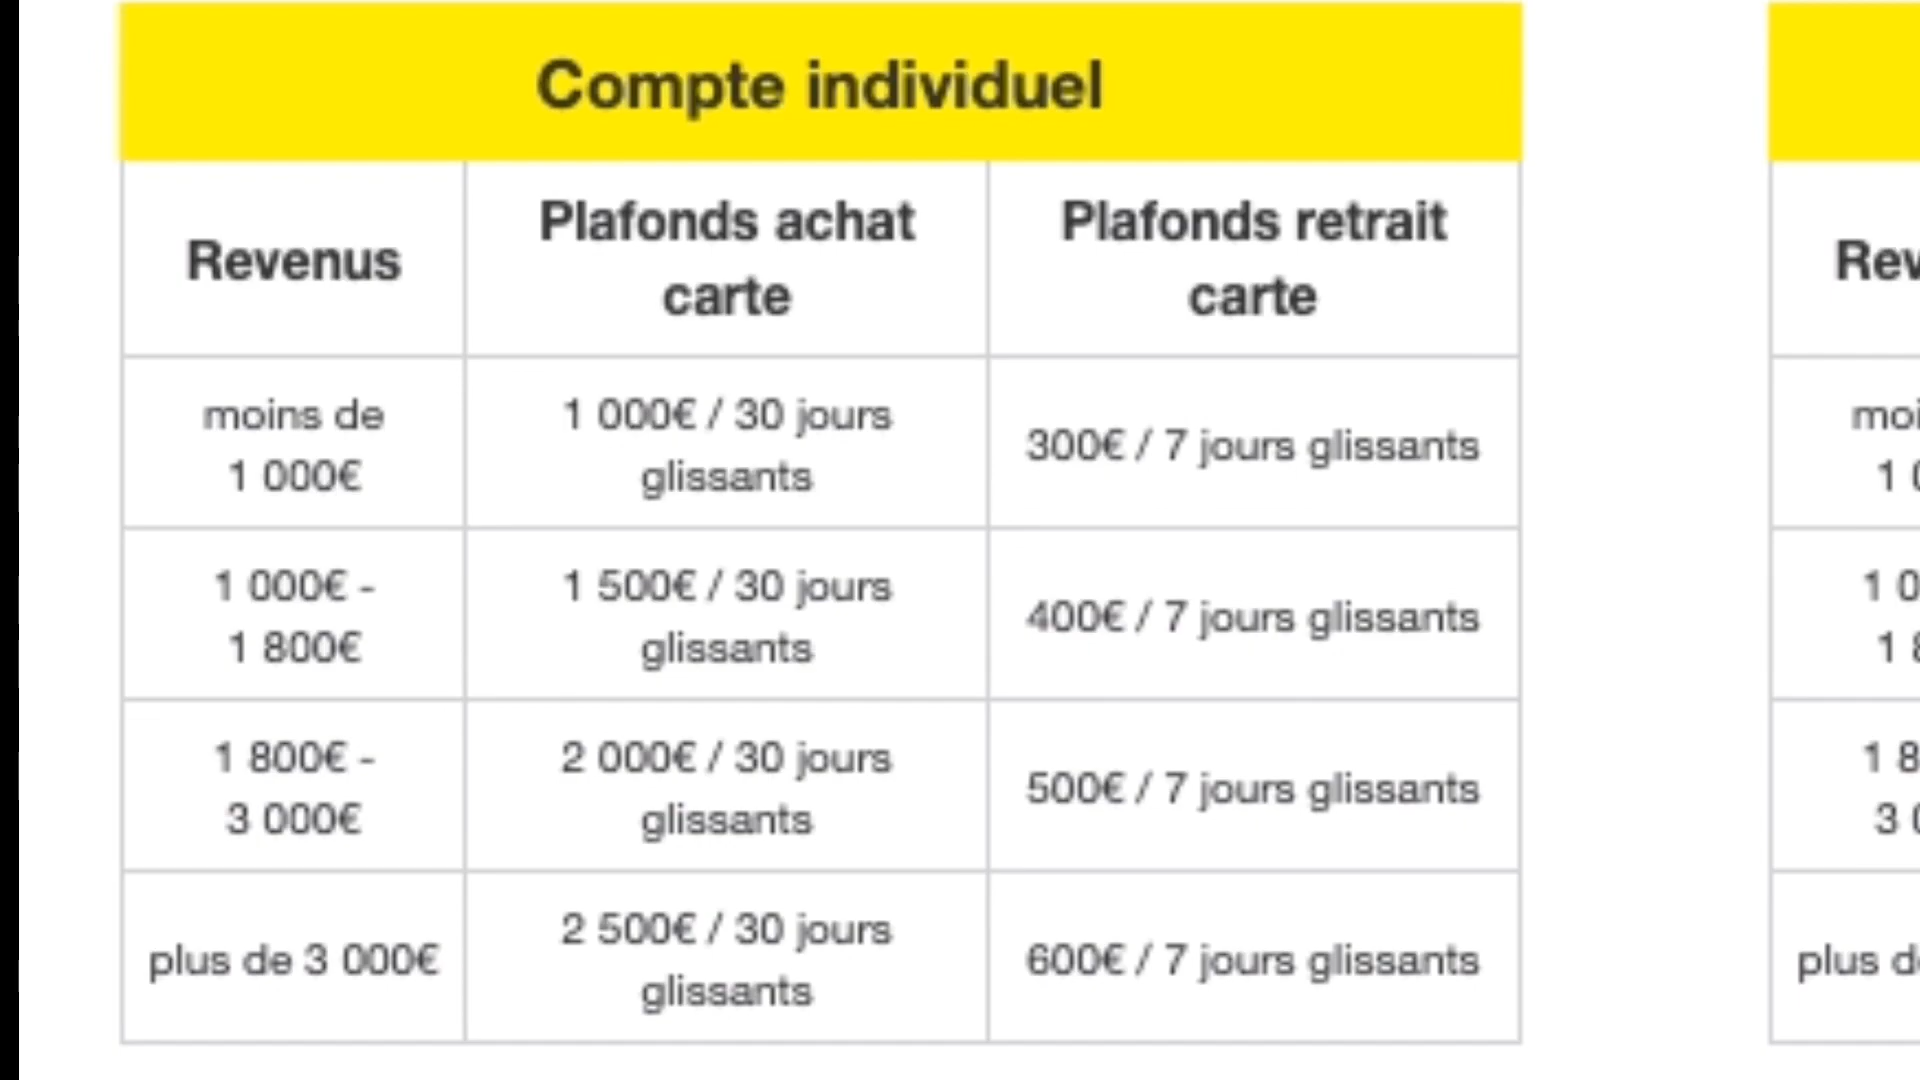 Compte individuel
Revenus
Plafonds achat
carte
Plafonds retrait
carte
moins de
1 000€
1 000€ / 30 jours
glissants
300€ / 7 jours glissants
1 000€ -
1 800€
1 500€ / 30 jours
glissants
400€ / 7 jours glissants
1 800€ -
3 000€
2 000€ / 30 jours
glissants
500€ / 7 jours glissants
plus de 3 000€
2 500€ / 30 jours
glissants
600€ / 7 jours glissants
plus